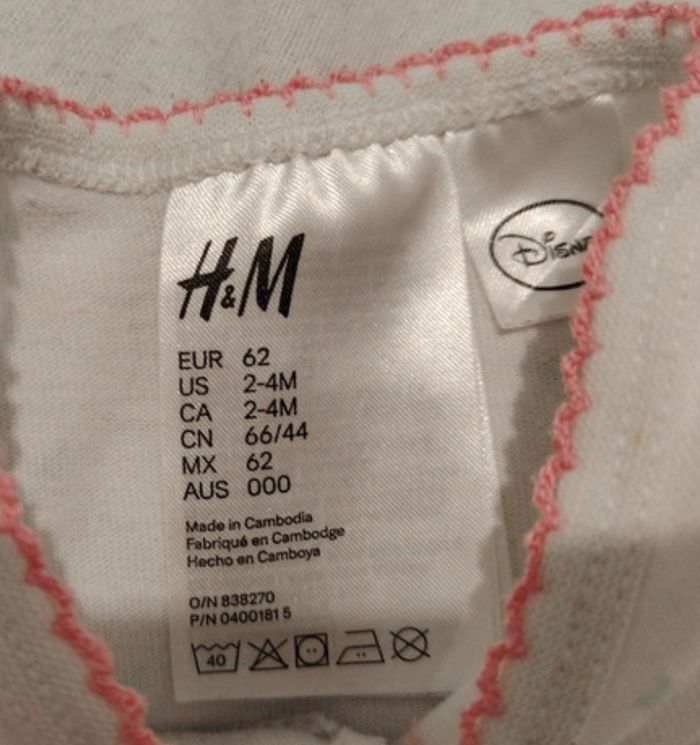 H&M
EUR 62
US 2-4M
CA 2-4M
CN 66/44
MX 62
AUS 000
Made in Cambodia
Fabriqué en Cambodge
Hecho en Camboya
O/N 838270
P/N 0400181 5
40